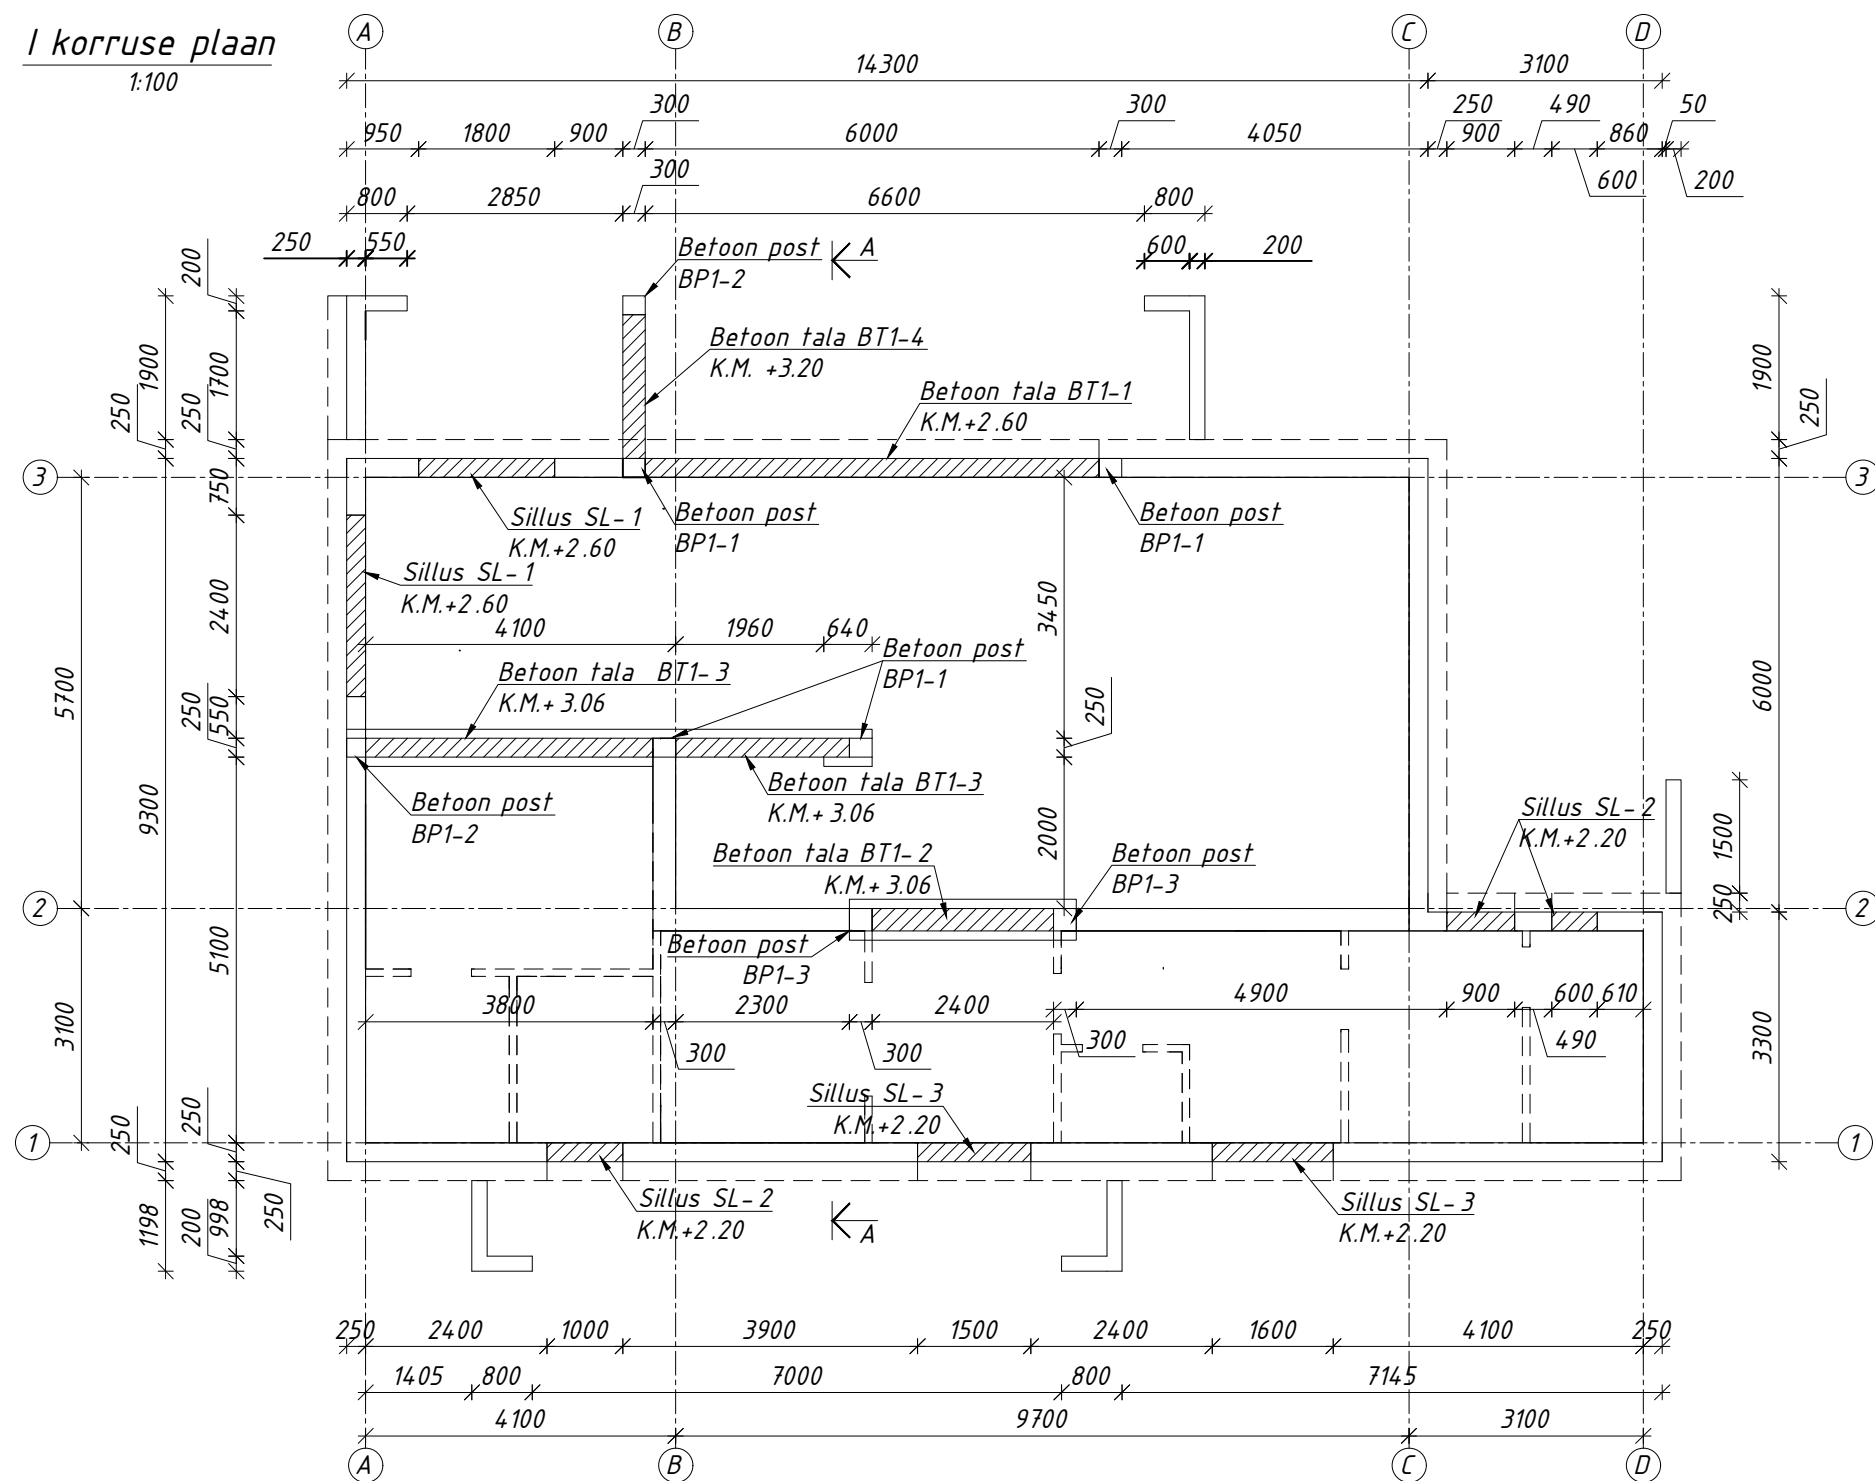 I korruse plaan
1:100
A
B
C
D
14300
3100
300
300
250
490
50
950
1800
900
6000
4050
900
860
300
600
200
800
2850
6600
800
250
550
600
200
Betoon post
BP1-2
A
200
1900
1700
250
250
Betoon tala BT1-4
K.M. +3.20
Betoon tala BT1-1
K.M.+2.60
1900
250
3
3
750
Sillus SL-1
K.M.+2.60
Betoon post
BP1-1
Betoon post
BP1-1
Sillus SL-1
K.M.+2.60
2400
3450
4100
1960
640
Betoon post
BP1-1
Betoon tala BT1-3
K.M.+3.06
5700
250
550
250
6000
9300
Betoon post
BP1-2
Betoon tala BT1-3
K.M.+3.06
Sillus SL-2
K.M.+2.20
1500
2000
Betoon tala BT1-2
K.M.+3.06
Betoon post
BP1-3
250
2
2
5100
Betoon post
BP1-3
3100
3800
2300
2400
4900
900
600
610
300
300
300
490
3300
Sillus SL-3
K.M.+2.20
250
250
1
1
Sillus SL-2
K.M.+2.20
Sillus SL-3
K.M.+2.20
A
1198
200
998
250
250
2400
1000
3900
1500
2400
1600
4100
250
1405
800
7000
800
7145
4100
9700
3100
A
B
C
D